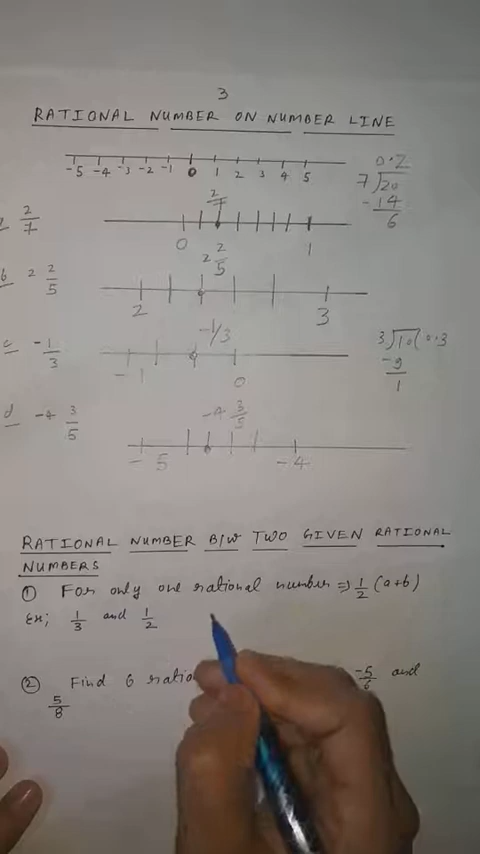 3
RATIONAL NUMBER ON NUMBER LINE
-5 -4 -3 -2 -1 0 1 2 3 4 5
0.2
7)20
-14
6
2/7
2/7
0 1
b 2 2/5
2 2/5
2 3
c -1/3
-1/3
-1 0
3)10(0.3
-9
1
d -4 3/5
-4 3/5
-5 -4
RATIONAL NUMBER B/W TWO GIVEN RATIONAL
NUMBERS
① For only one rational number ⇒ 1/2 (a+b)
Ex; 1/3 and 1/2
② Find 6 ratio -5/6 and
5/8